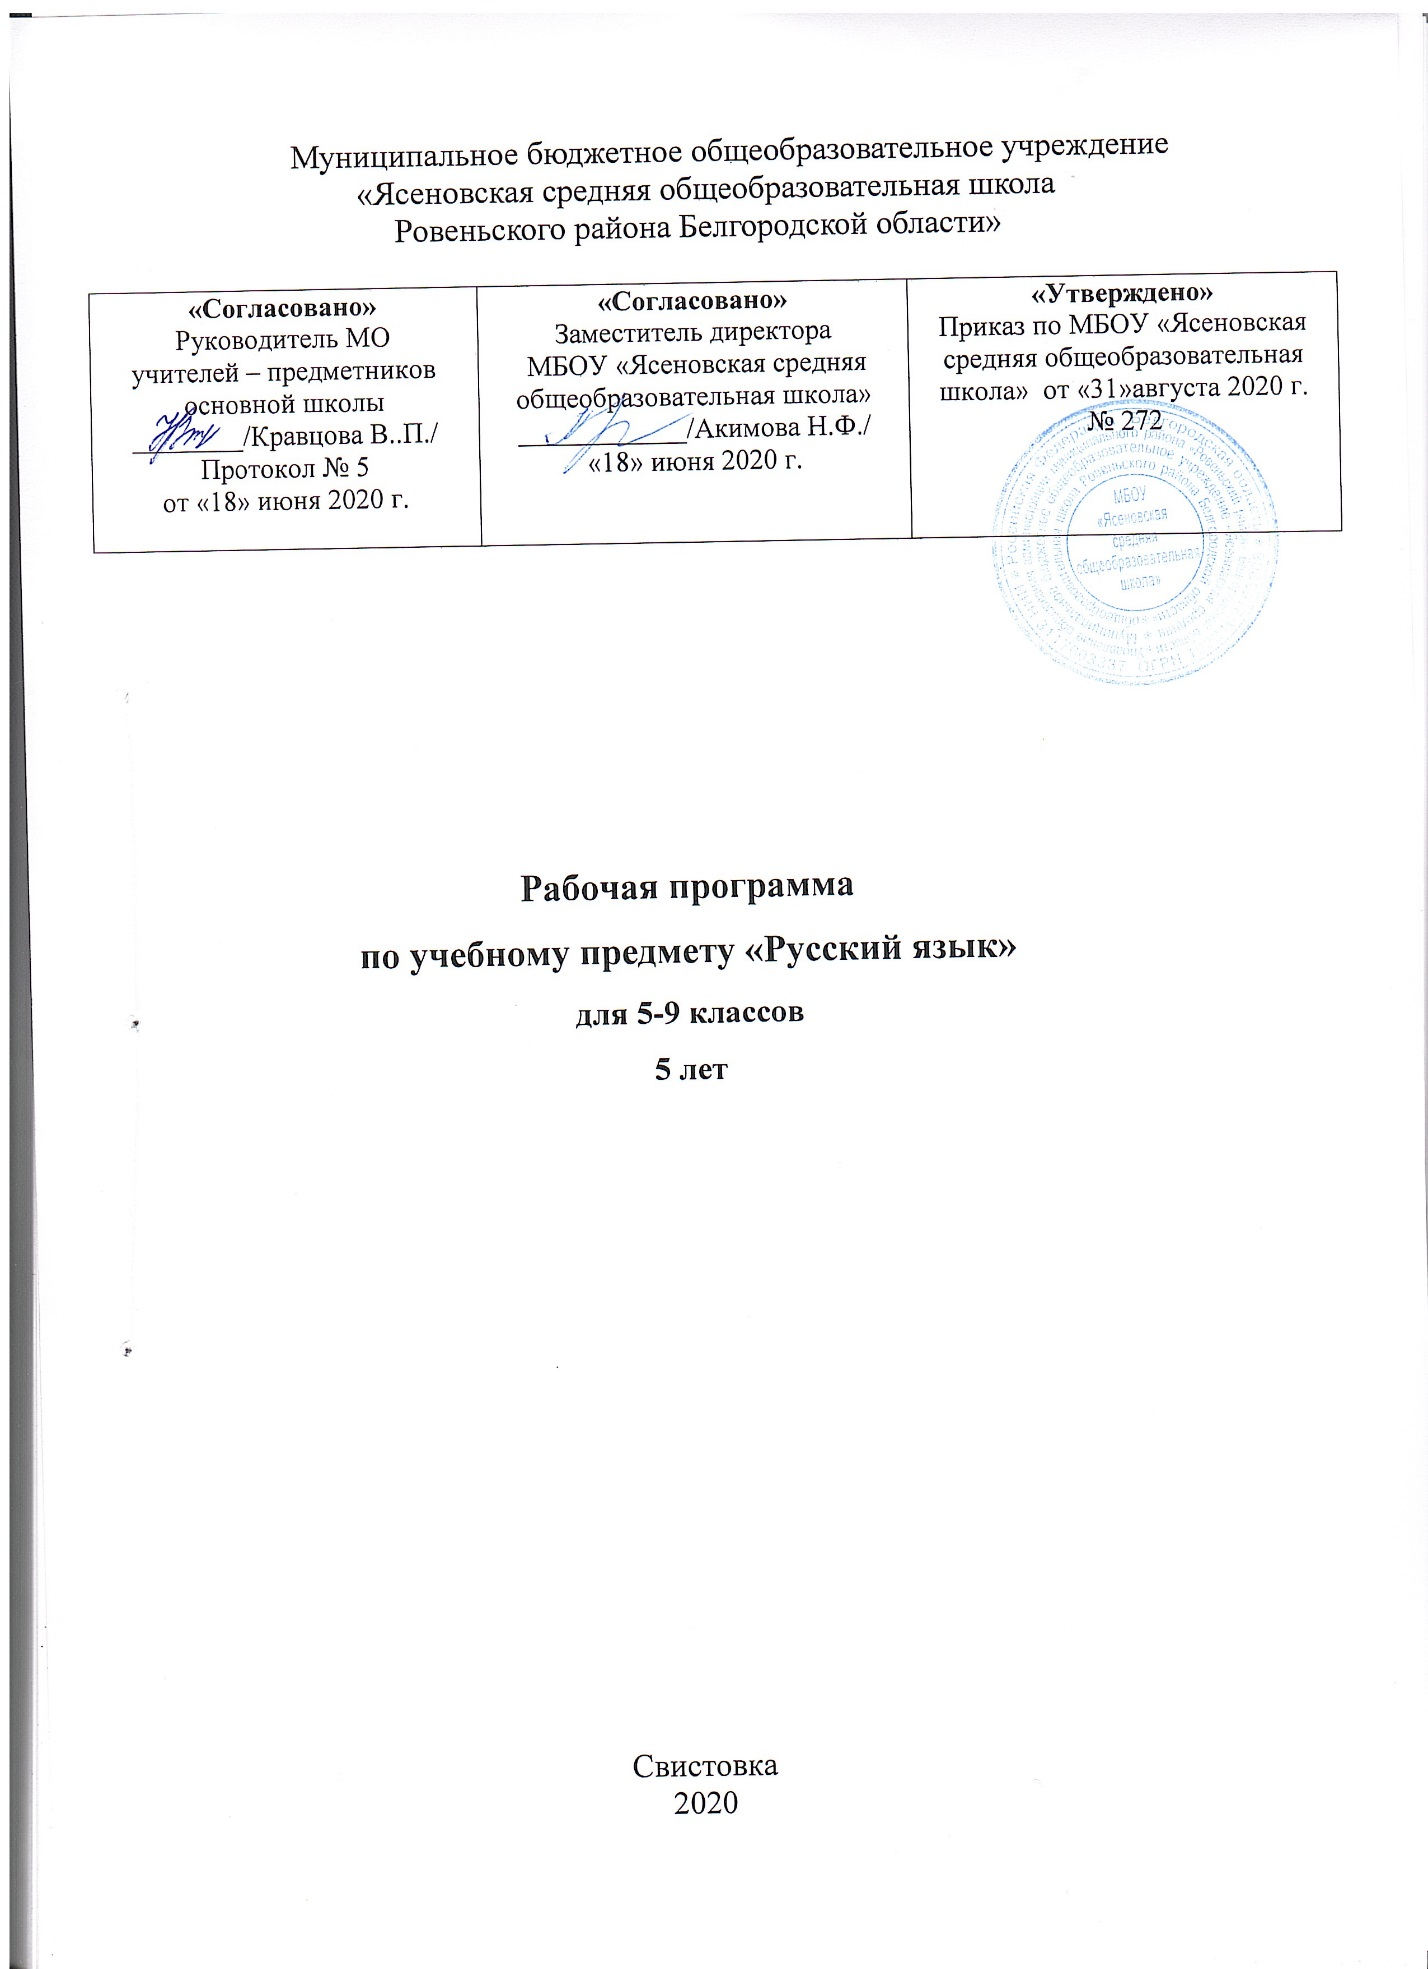 Муниципальное бюджетное общеобразовательное учреждение
«Ясеновская средняя общеобразовательная школа
Ровеньского района Белгородской области»
«Согласовано»
Руководитель МО
учителей – предметников
основной школы
________/Кравцова В..П./
Протокол № 5
от «18» июня 2020 г.
«Согласовано»
Заместитель директора
МБОУ «Ясеновская средняя
общеобразовательная школа»
____________/Акимова Н.Ф./
«18» июня 2020 г.
«Утверждено»
Приказ по МБОУ «Ясеновская
средняя общеобразовательная
школа» от «31»августа 2020 г.
№ 272
МБОУ
«Ясеновская
средняя
общеобразовательная
школа»
Рабочая программа
по учебному предмету «Русский язык»
для 5-9 классов
5 лет
Свистовка
2020